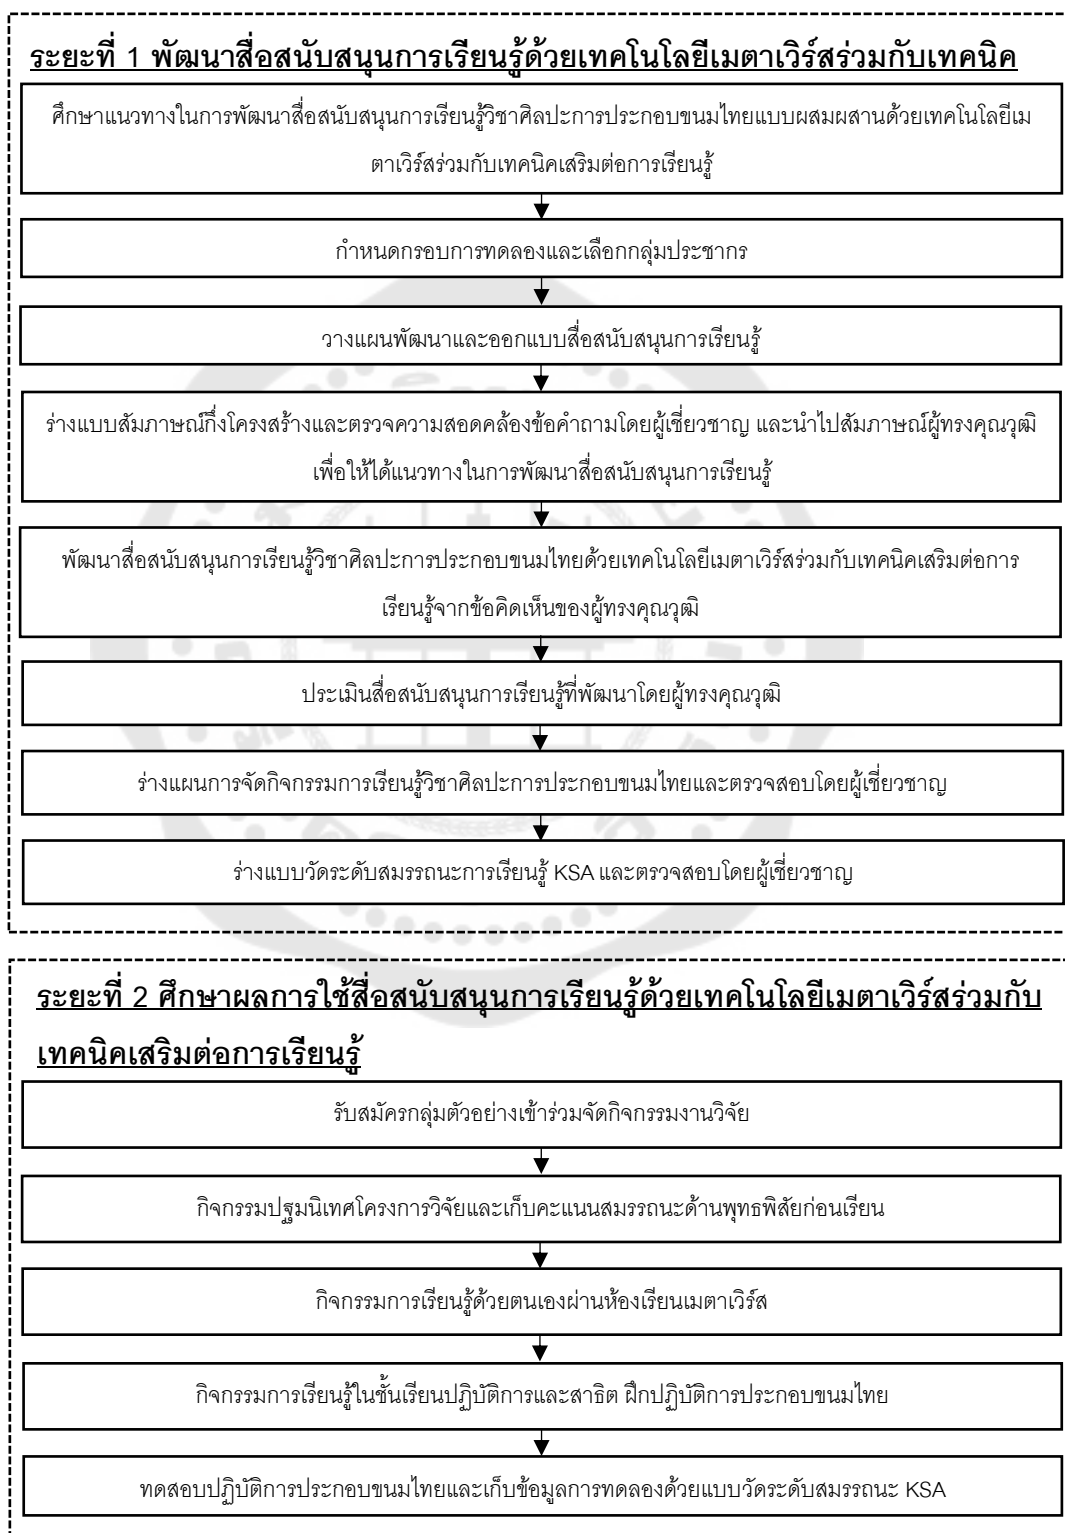 ระยะที่ 1 พัฒนาสื่อสนับสนุนการเรียนรู้ด้วยเทคโนโลยีเมตาเวิร์สร่วมกับเทคนิค
ศึกษาแนวทางในการพัฒนาสื่อสนับสนุนการเรียนรู้วิชาศิลปะการประกอบขนมไทยแบบผสมผสานด้วยเทคโนโลยีเม
ตาเวิร์สร่วมกับเทคนิคเสริมต่อการเรียนรู้
กำหนดกรอบการทดลองและเลือกกลุ่มประชากร
วางแผนพัฒนาและออกแบบสื่อสนับสนุนการเรียนรู้
ร่างแบบสัมภาษณ์กึ่งโครงสร้างและตรวจความสอดคล้องข้อคำถามโดยผู้เชี่ยวชาญ และนำไปสัมภาษณ์ผู้ทรงคุณวุฒิ
เพื่อให้ได้แนวทางในการพัฒนาสื่อสนับสนุนการเรียนรู้
พัฒนาสื่อสนับสนุนการเรียนรู้วิชาศิลปะการประกอบขนมไทยด้วยเทคโนโลยีเมตาเวิร์สร่วมกับเทคนิคเสริมต่อการ
เรียนรู้จากข้อคิดเห็นของผู้ทรงคุณวุฒิ
ประเมินสื่อสนับสนุนการเรียนรู้ที่พัฒนาโดยผู้ทรงคุณวุฒิ
ร่างแผนการจัดกิจกรรมการเรียนรู้วิชาศิลปะการประกอบขนมไทยและตรวจสอบโดยผู้เชี่ยวชาญ
ร่างแบบวัดระดับสมรรถนะการเรียนรู้ KSA และตรวจสอบโดยผู้เชี่ยวชาญ
ระยะที่ 2 ศึกษาผลการใช้สื่อสนับสนุนการเรียนรู้ด้วยเทคโนโลยีเมตาเวิร์สร่วมกับ
เทคนิคเสริมต่อการเรียนรู้
รับสมัครกลุ่มตัวอย่างเข้าร่วมจัดกิจกรรมงานวิจัย
กิจกรรมปฐมนิเทศโครงการวิจัยและเก็บคะแนนสมรรถนะด้านพุทธพิสัยก่อนเรียน
กิจกรรมการเรียนรู้ด้วยตนเองผ่านห้องเรียนเมตาเวิร์ส
กิจกรรมการเรียนรู้ในชั้นเรียนปฏิบัติการและสาธิต ฝึกปฏิบัติการประกอบขนมไทย
ทดสอบปฏิบัติการประกอบขนมไทยและเก็บข้อมูลการทดลองด้วยแบบวัดระดับสมรรถนะ KSA